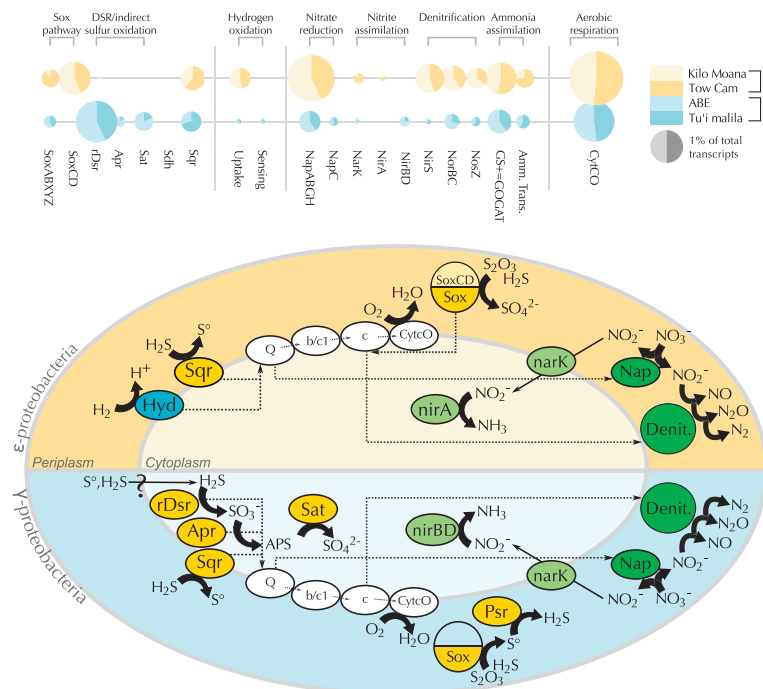 Sox
pathway
DSR/indirect
sulfur oxidation
Hydrogen
oxidation
Nitrate
reduction
Nitrite
assimilation
Denitrification
Ammonia
assimilation
Aerobic
respiration
Kilo Moana
Tow Cam
ABE
Tu'i malila
1% of total
transcripts
SoxABXYZ
SoxCD
rDsr
Apr
Sat
Sdh
Sqr
Uptake
Sensing
NapABGH
NapC
NarK
NirA
NirBD
NirS
NorBC
NosZ
GS+=GOGAT
Amm. Trans.
CytCO
ε-proteobacteria
SoxCD
Sox
S₂O₃
H₂S
SO₄²⁻
H₂O
O₂
Q
b/c1
c
CytcO
S°
H₂S
Sqr
H⁺
H₂
Hyd
narK
NO₂⁻
NO₂⁻
NO₃⁻
Nap
NO₂⁻
NO
N₂O
N₂
Denit.
nirA
NO₂⁻
NH₃
Periplasm
Cytoplasm
γ-proteobacteria
S°,H₂S
?
H₂S
rDsr
SO₃⁻
Apr
APS
Sat
SO₄²⁻
Sqr
H₂S
S°
Q
b/c1
c
CytcO
O₂
H₂O
nirBD
NH₃
NO₂⁻
narK
Denit.
N₂
N₂O
NO
Nap
NO₂⁻
NO₂⁻
NO₃⁻
Psr
H₂S
S°
Sox
H₂S
S₂O₃